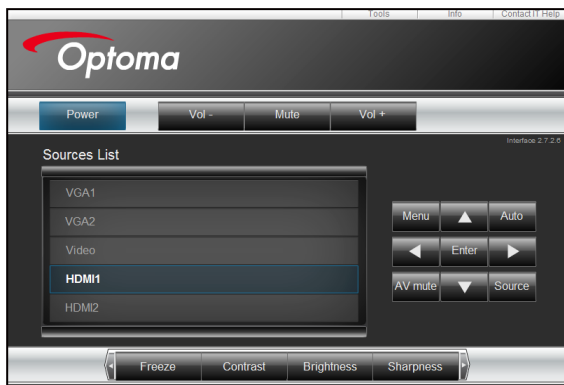 Tools Info Contact IT Help
Optoma
Power Vol - Mute Vol +
Interface 2.7.2.6
Sources List
VGA1
VGA2
Video
HDMI1
HDMI2
Menu Auto
Enter
AV mute Source
Freeze Contrast Brightness Sharpness